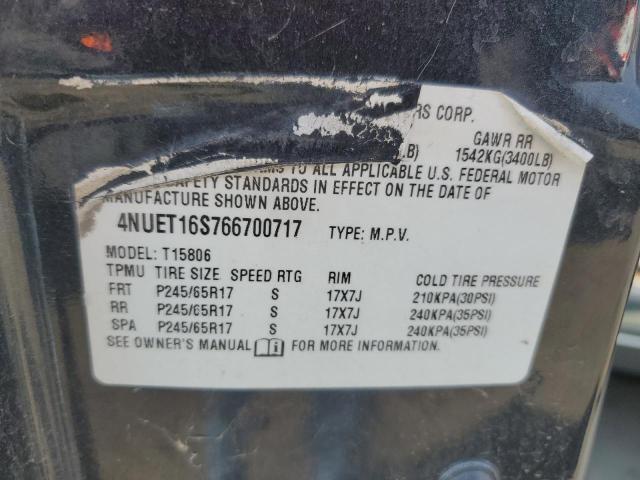 RS CORP.
GAWR RR
LB) 1542KG(3400LB)
MS TO ALL APPLICABLE U.S. FEDERAL MOTOR
AFETY STANDARDS IN EFFECT ON THE DATE OF
MANUFACTURE SHOWN ABOVE.
4NUET16S766700717 TYPE: M.P.V.
MODEL: T15806
TPMU TIRE SIZE SPEED RTG RIM COLD TIRE PRESSURE
FRT P245/65R17 S 17X7J 210KPA(30PSI)
RR P245/65R17 S 17X7J 240KPA(35PSI)
SPA P245/65R17 S 17X7J 240KPA(35PSI)
SEE OWNER'S MANUAL FOR MORE INFORMATION.